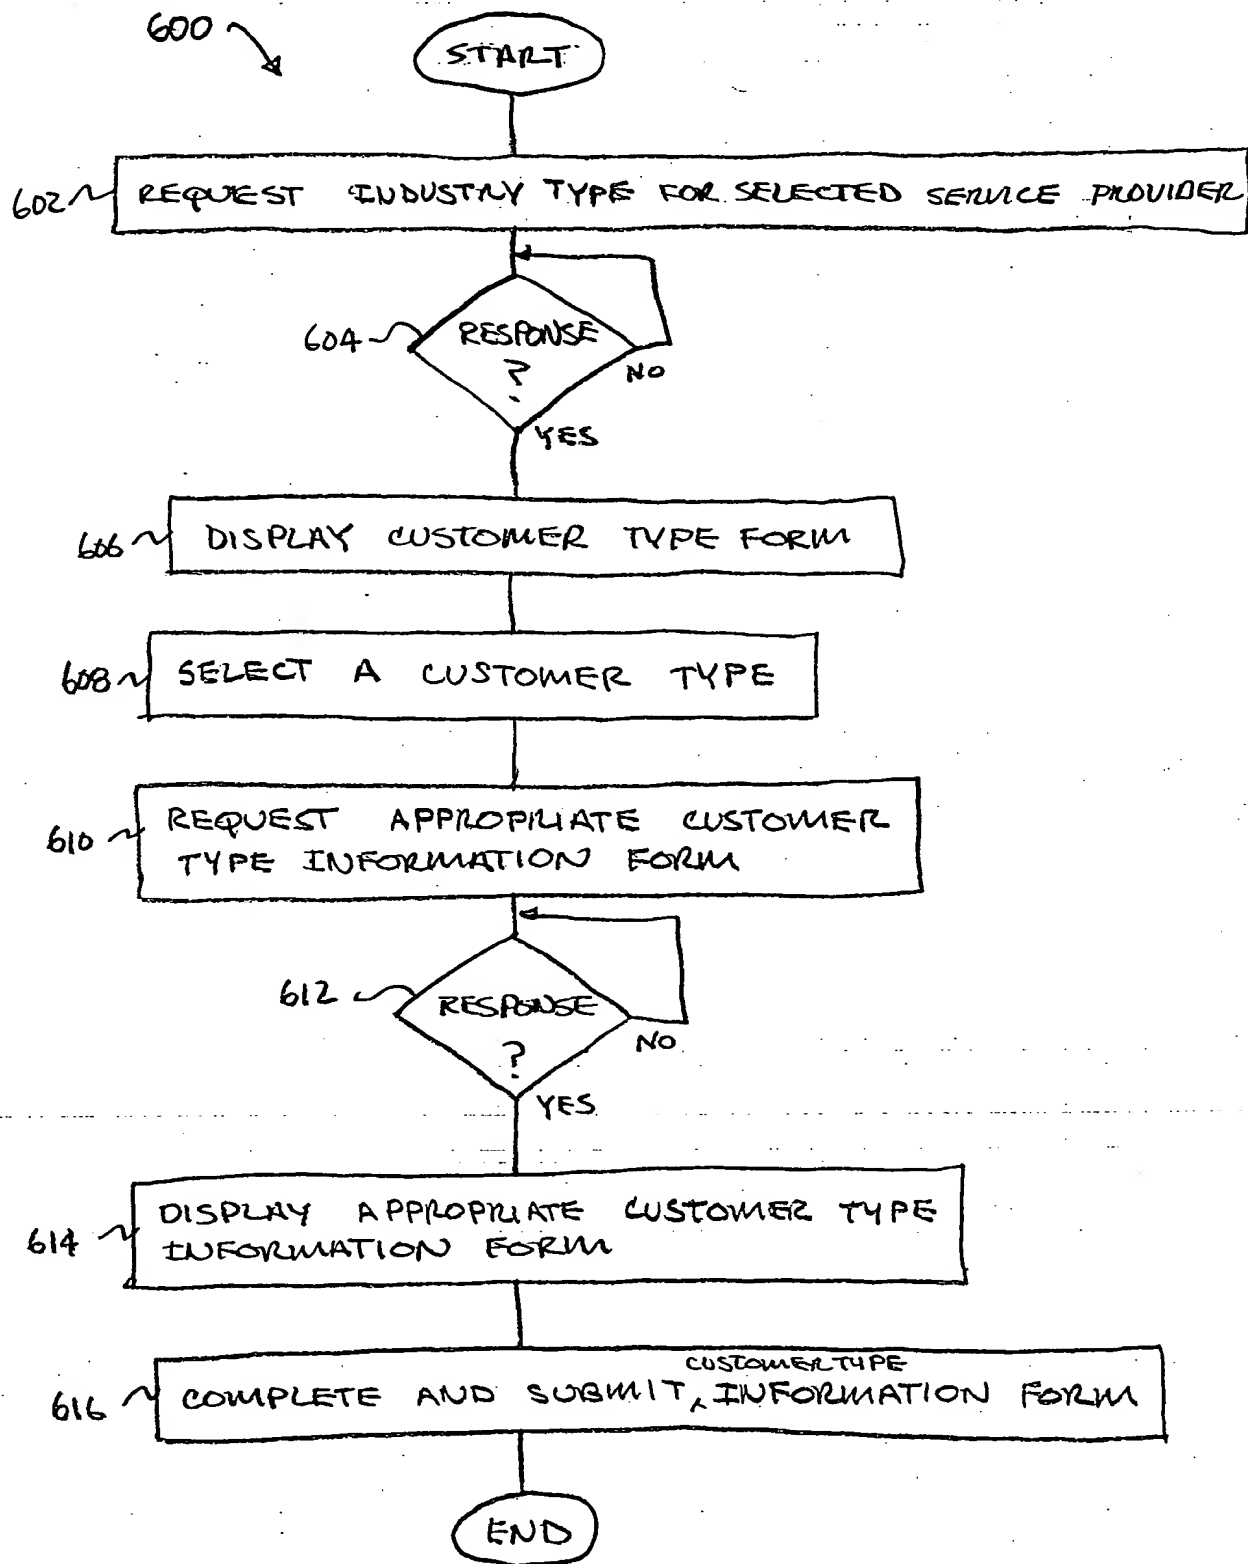 600
START
602
REQUEST INDUSTRY TYPE FOR SELECTED SERVICE PROVIDER
604
RESPONSE
?
NO
YES
606
DISPLAY CUSTOMER TYPE FORM
608
SELECT A CUSTOMER TYPE
610
REQUEST APPROPRIATE CUSTOMER
TYPE INFORMATION FORM
612
RESPONSE
?
NO
YES
614
DISPLAY APPROPRIATE CUSTOMER TYPE
INFORMATION FORM
616
CUSTOMER TYPE
COMPLETE AND SUBMIT ‸ INFORMATION FORM
END